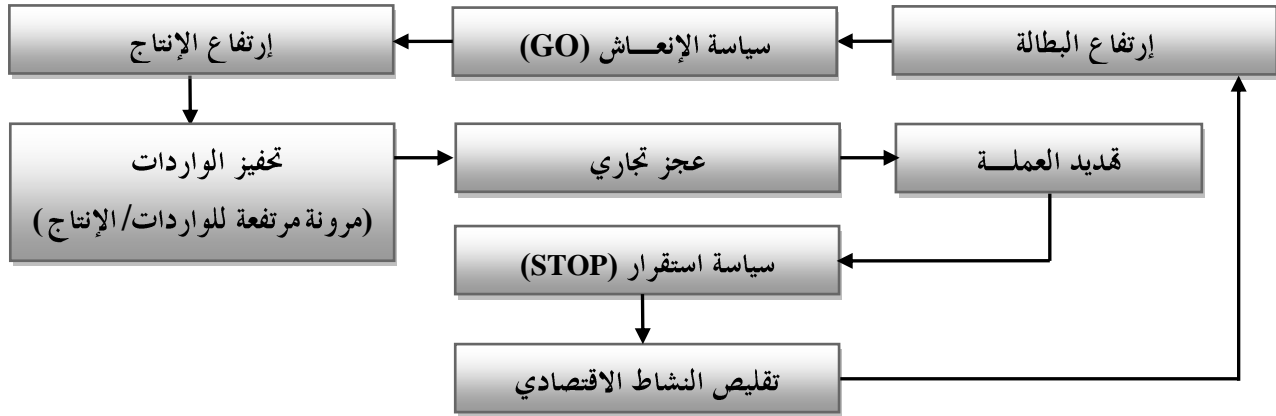 إرتفاع البطالة
سياسة الإنعـــاش (GO)
إرتفاع الإنتاج
تحفيز الواردات
(مرونة مرتفعة للواردات/الإنتاج)
عجز تجاري
تهديد العملـــة
سياسة استقرار (STOP)
تقليص النشاط الاقتصادي